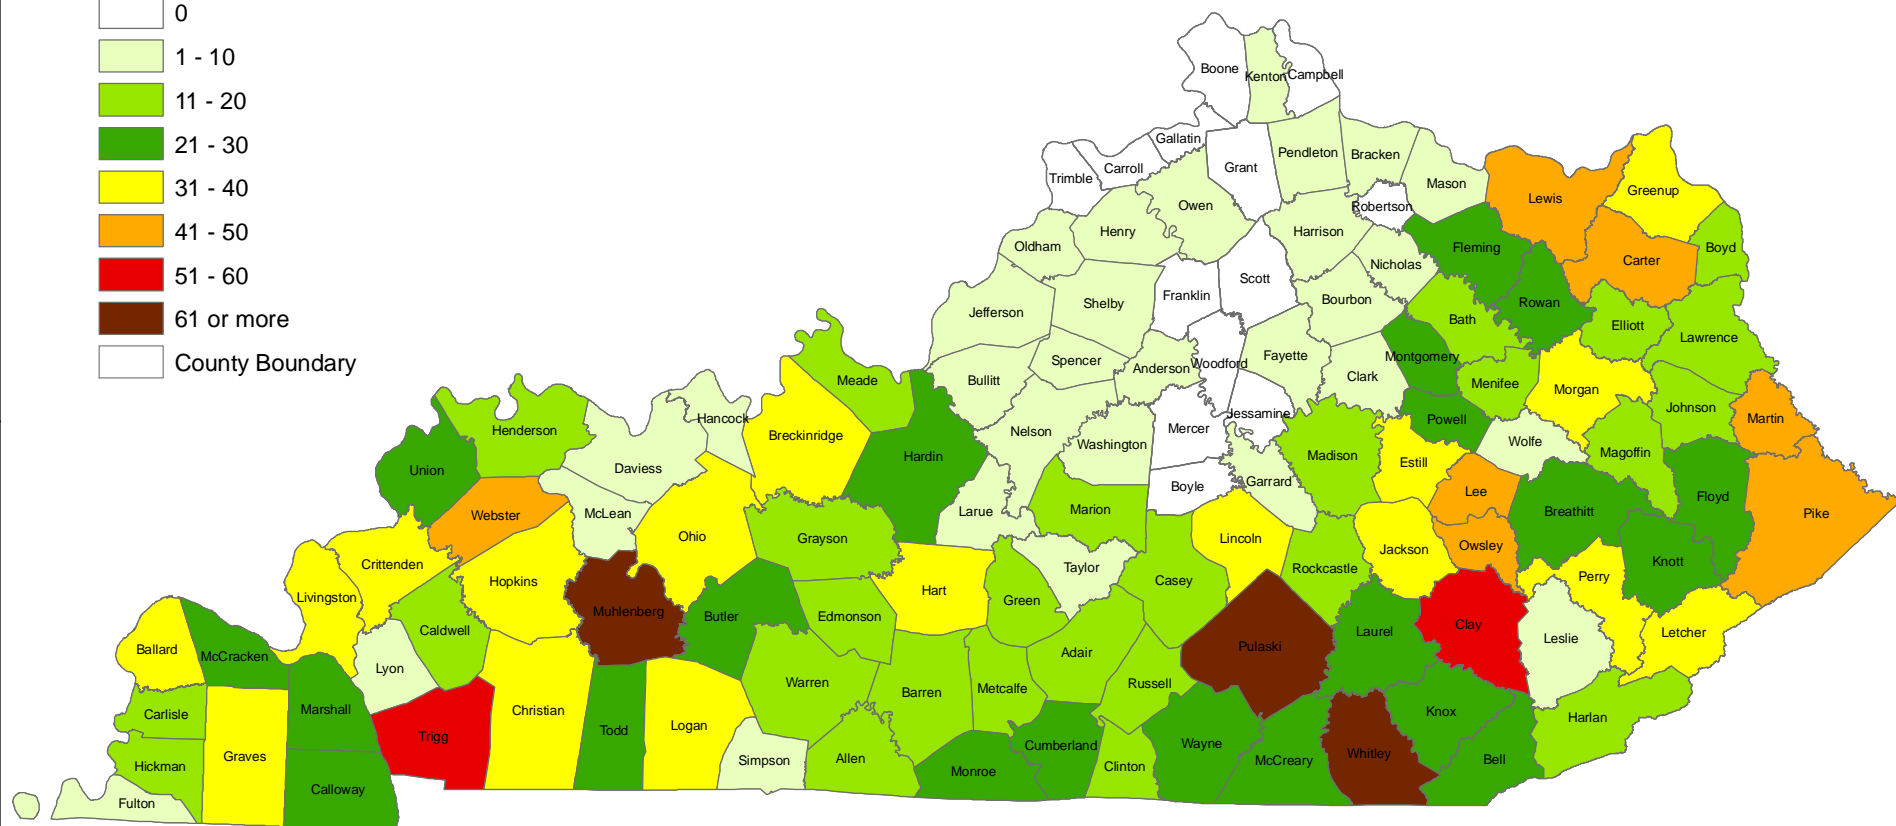 0
1 - 10
11 - 20
21 - 30
31 - 40
41 - 50
51 - 60
61 or more
County Boundary
Boone
Kenton
Campbell
Gallatin
Carroll
Trimble
Grant
Pendleton
Bracken
Mason
Robertson
Lewis
Greenup
Owen
Henry
Oldham
Harrison
Nicholas
Fleming
Carter
Boyd
Rowan
Scott
Franklin
Shelby
Jefferson
Bourbon
Bath
Elliott
Lawrence
Woodford
Fayette
Anderson
Spencer
Bullitt
Clark
Montgomery
Menifee
Morgan
Johnson
Martin
Meade
Hancock
Breckinridge
Henderson
Union
Daviess
Hardin
Nelson
Washington
Mercer
Jessamine
Powell
Wolfe
Magoffin
Madison
Estill
Garrard
Boyle
Lee
Floyd
Pike
Breathitt
Marion
Larue
McLean
Webster
Ohio
Grayson
Lincoln
Jackson
Owsley
Knott
Perry
Rockcastle
Taylor
Casey
Crittenden
Hopkins
Livingston
Muhlenberg
Butler
Edmonson
Hart
Green
Caldwell
Ballard
McCracken
Lyon
Adair
Pulaski
Laurel
Clay
Leslie
Letcher
Warren
Barren
Metcalfe
Russell
Marshall
Carlisle
Christian
Trigg
Todd
Logan
Simpson
Allen
Monroe
Cumberland
Clinton
Wayne
McCreary
Whitley
Knox
Bell
Harlan
Graves
Hickman
Calloway
Fulton